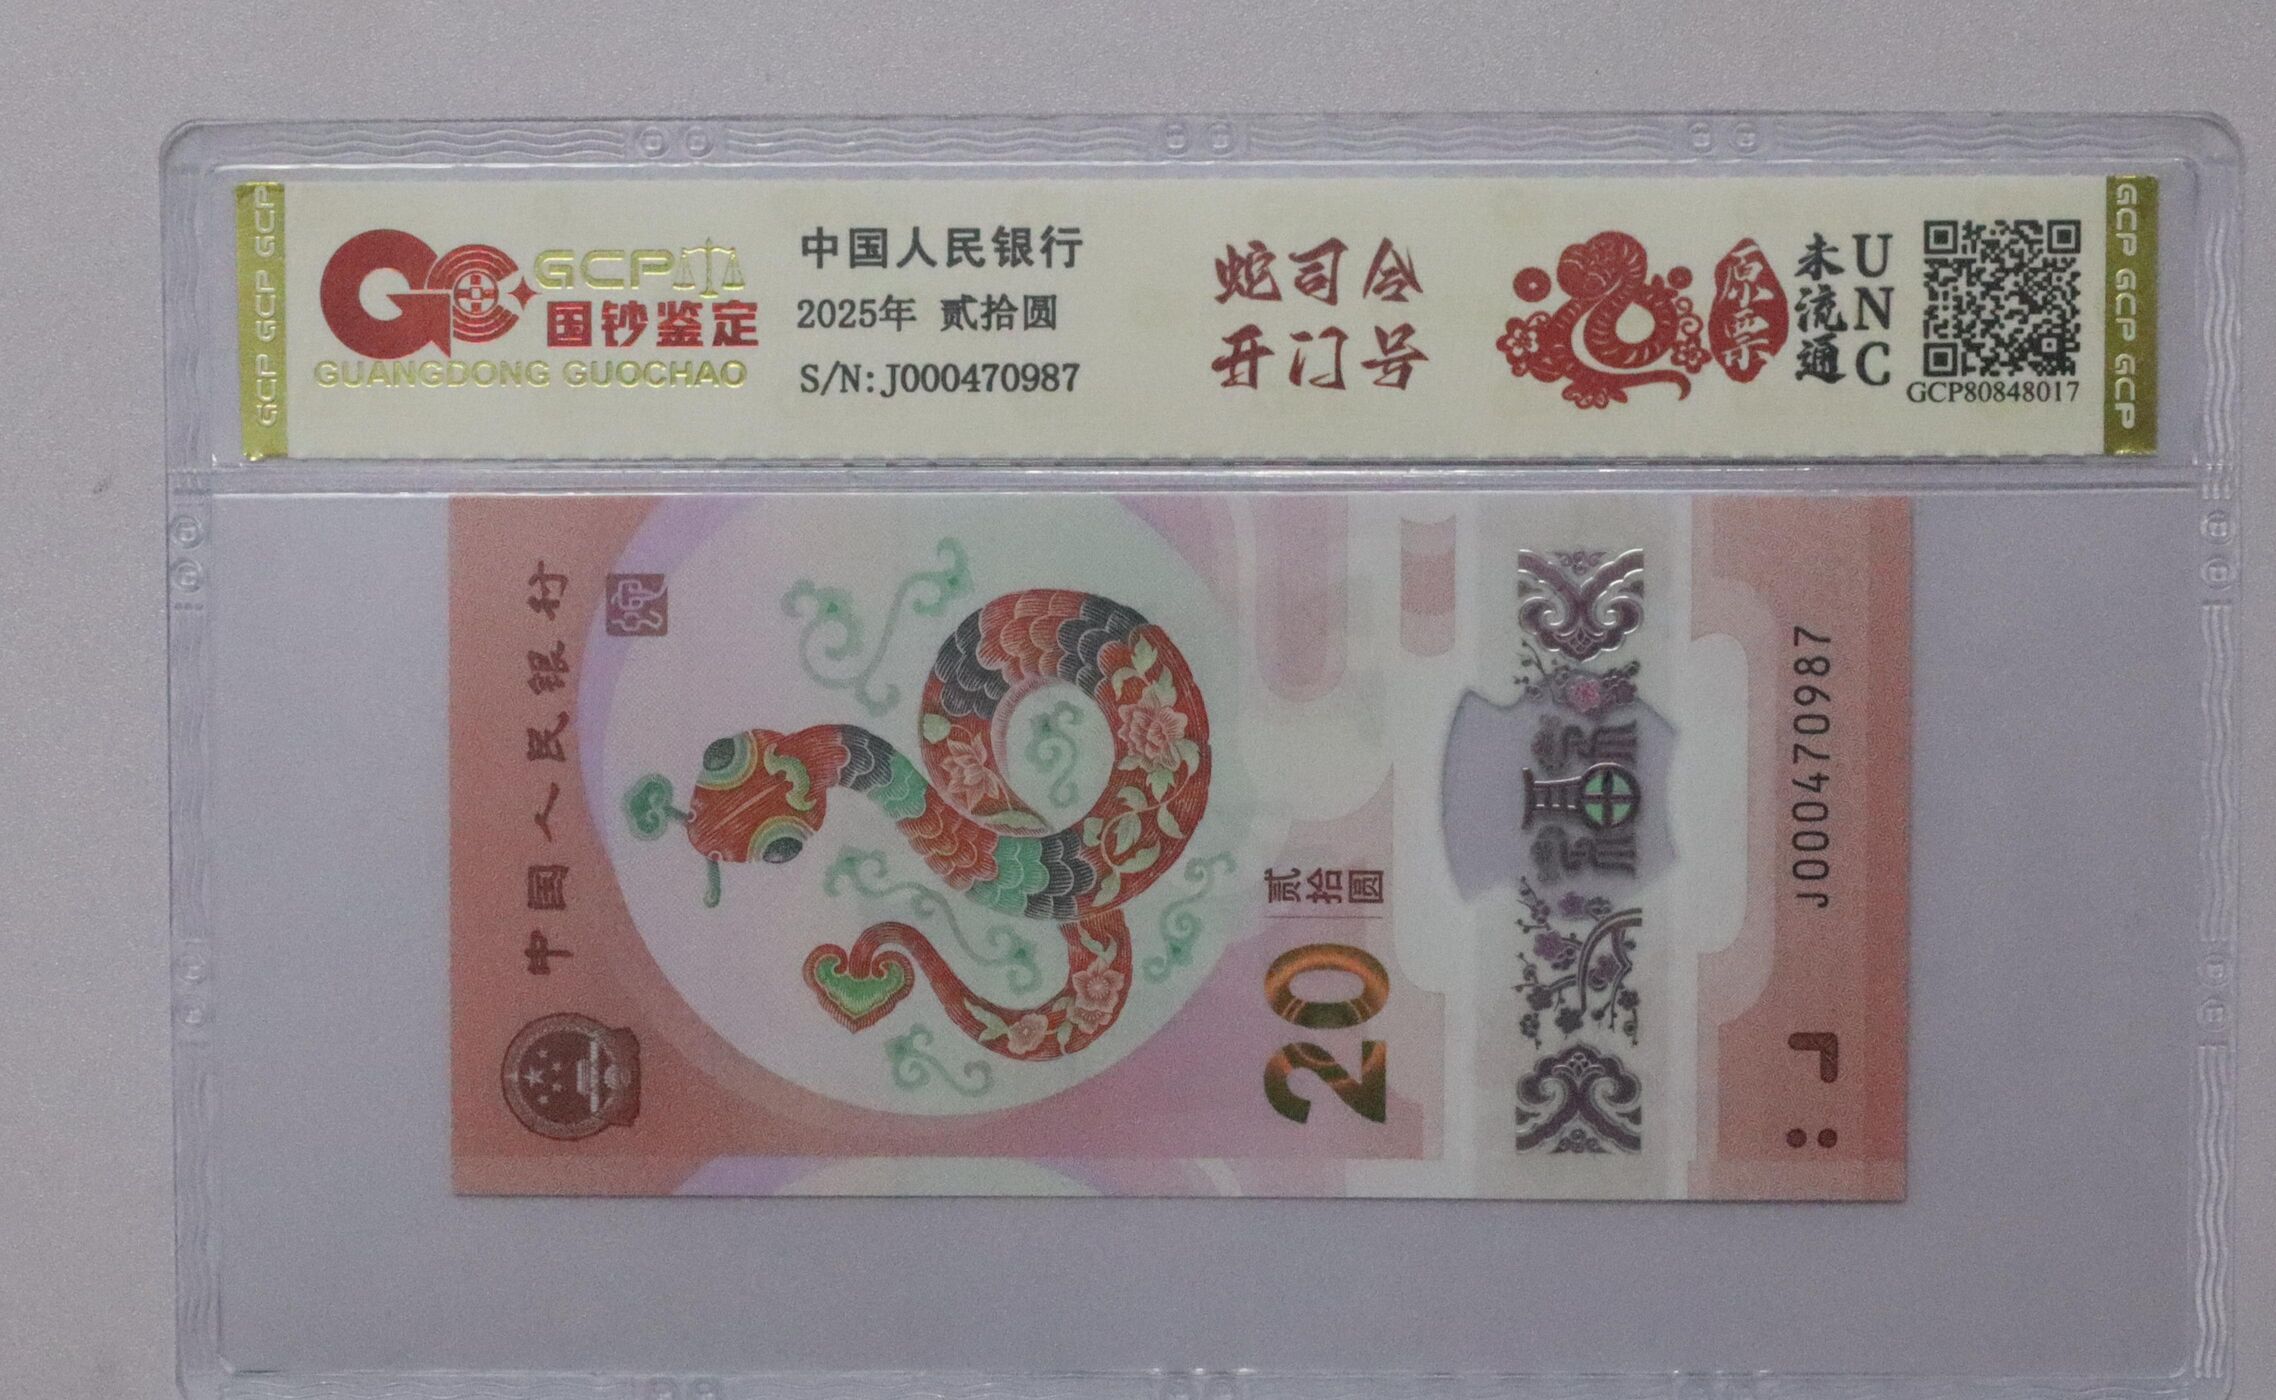 GCP
国钞鉴定
GUANGDONG GUOCHAO
中国人民银行
2025年 贰拾圆
S/N:J000470987
蛇司令
开门号
原票
未流通
UNC
GCP80848017
GCP GCP GCP
GCP GCP GCP
中国人民银行
贰拾圆
20
福
J000470987